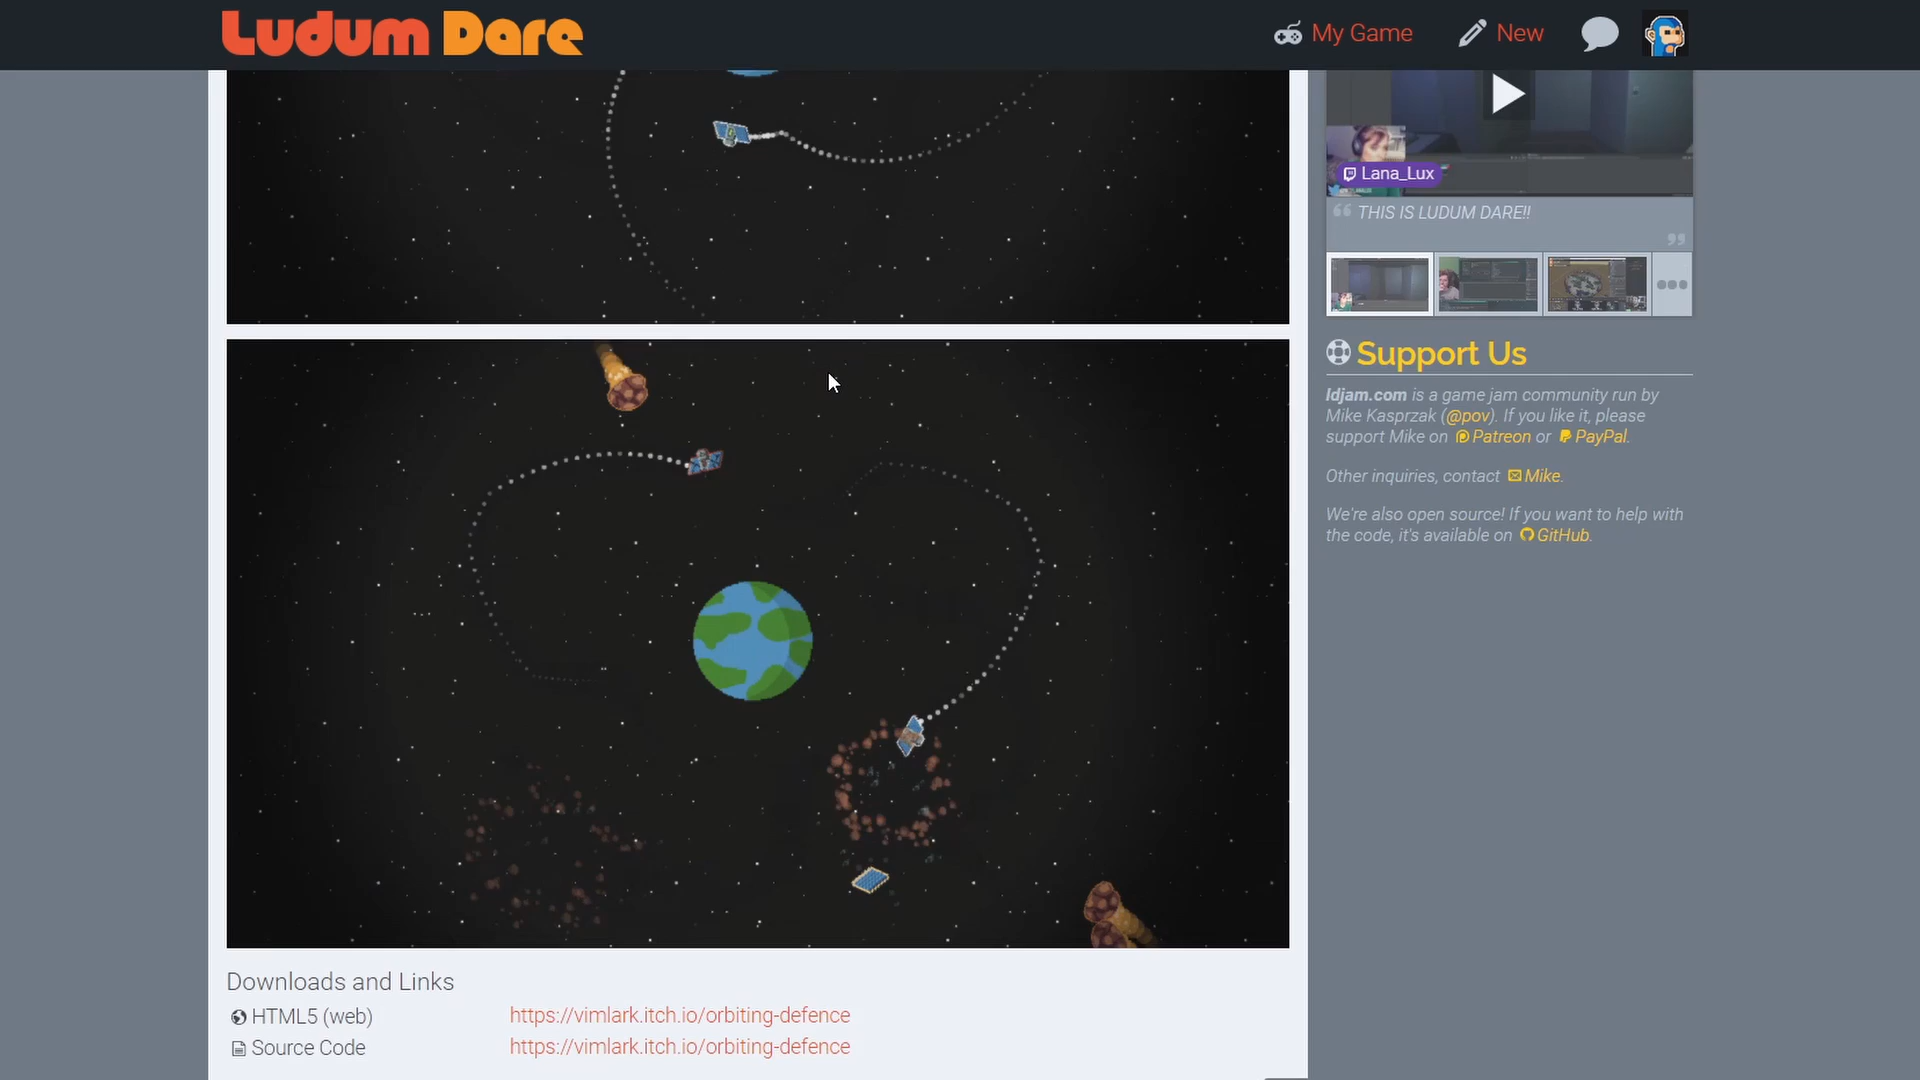 Ludum Dare
My Game
New
Lana_Lux
THIS IS LUDUM DARE!!
Support Us
ldjam.com is a game jam community run by
Mike Kasprzak (@pov). If you like it, please
support Mike on Patreon or PayPal.
Other inquiries, contact Mike.
We're also open source! If you want to help with
the code, it's available on GitHub.
Downloads and Links
HTML5 (web) https://vimlark.itch.io/orbiting-defence
Source Code https://vimlark.itch.io/orbiting-defence